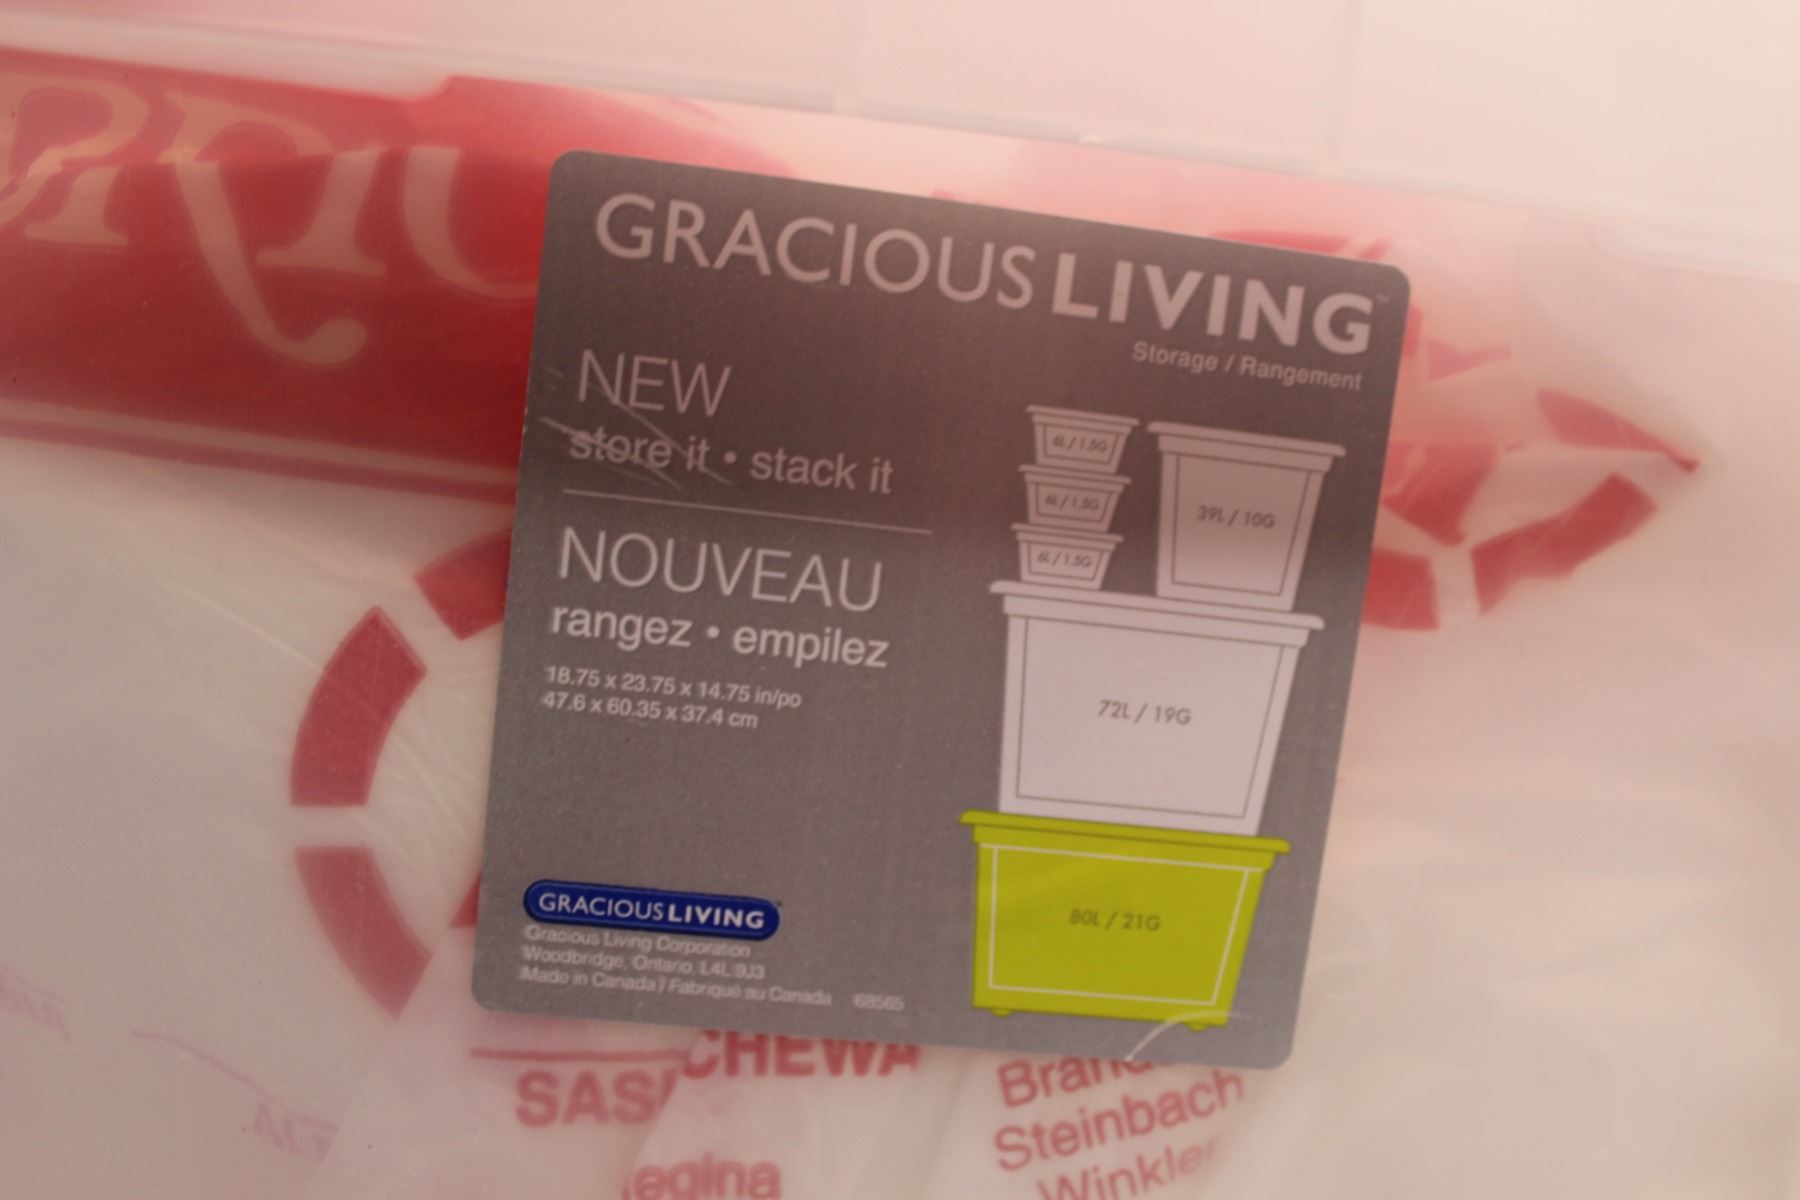 GRACIOUS LIVING™
Storage / Rangement
NEW
store it • stack it
NOUVEAU
rangez • empilez
18.75 x 23.75 x 14.75 in/po
47.6 x 60.35 x 37.4 cm
6L / 1.5G
6L / 1.5G
6L / 1.5G
39L / 10G
72L / 19G
80L / 21G
GRACIOUS LIVING
Gracious Living Corporation
Woodbridge, Ontario, L4L 9J3
Made in Canada / Fabriqué au Canada 68565
Steinbach
Winkler